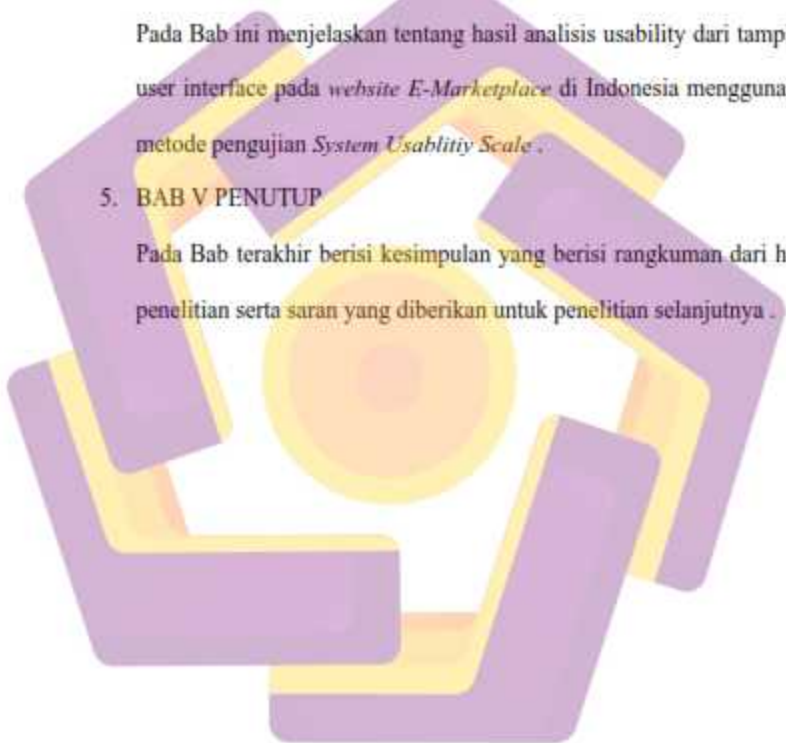 Pada Bab ini menjelaskan tentang hasil analisis usability dari tamp
user interface pada website E-Marketplace di Indonesia mengguna
metode pengujian System Usablitiy Scale .
5. BAB V PENUTUP
Pada Bab terakhir berisi kesimpulan yang berisi rangkuman dari h
penelitian serta saran yang diberikan untuk penelitian selanjutnya .